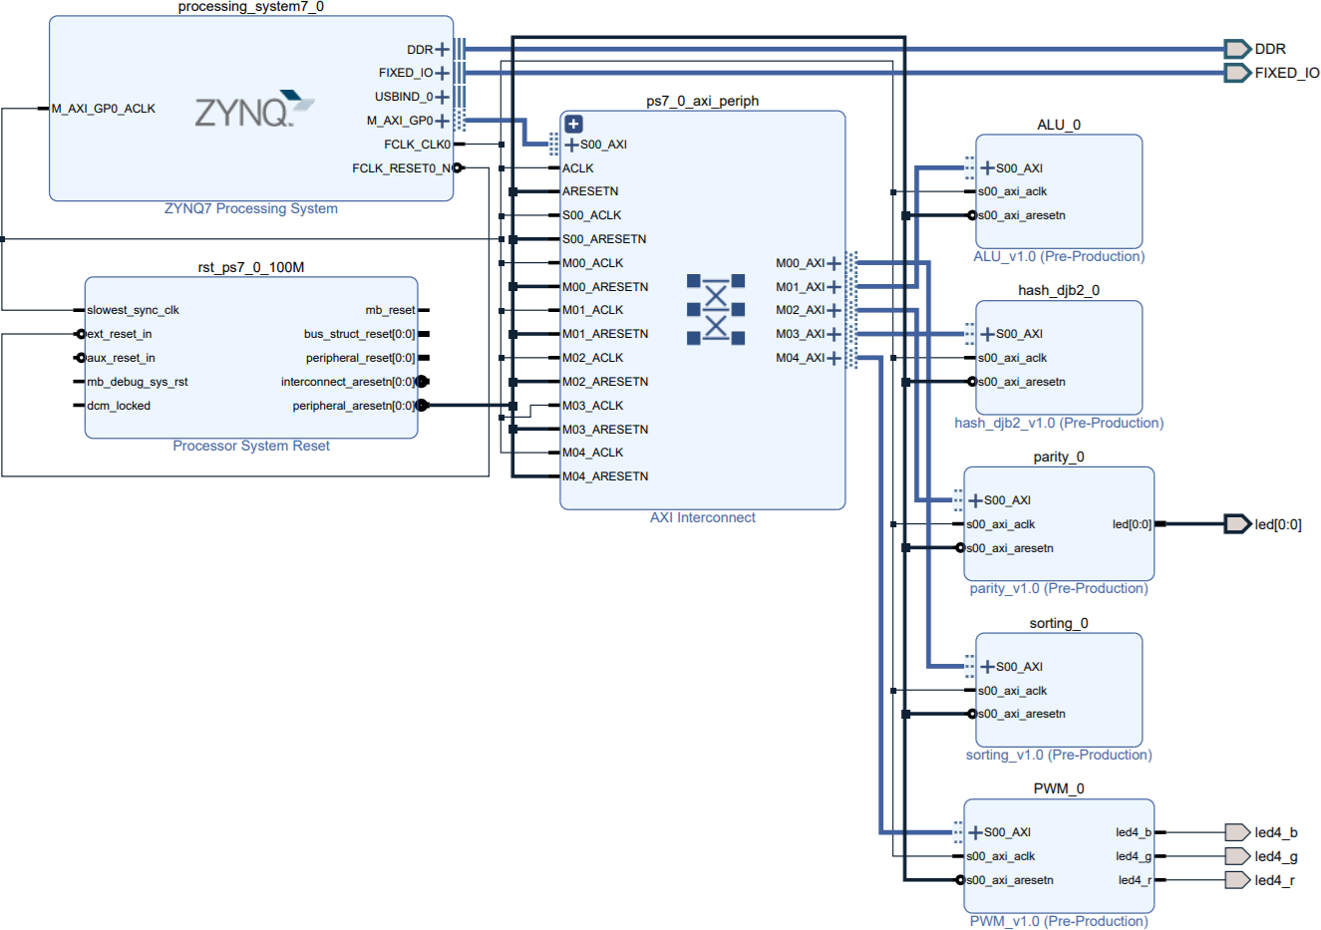 processing_system7_0
DDR
FIXED_IO
USBIND_0
M_AXI_GP0_ACLK
ZYNQ
M_AXI_GP0
FCLK_CLK0
FCLK_RESET0_N
ZYNQ7 Processing System
rst_ps7_0_100M
slowest_sync_clk
mb_reset
ext_reset_in
bus_struct_reset[0:0]
aux_reset_in
peripheral_reset[0:0]
mb_debug_sys_rst
interconnect_aresetn[0:0]
dcm_locked
peripheral_aresetn[0:0]
Processor System Reset
ps7_0_axi_periph
S00_AXI
ACLK
ARESETN
S00_ACLK
S00_ARESETN
M00_ACLK
M00_ARESETN
M01_ACLK
M01_ARESETN
M02_ACLK
M02_ARESETN
M03_ACLK
M03_ARESETN
M04_ACLK
M04_ARESETN
M00_AXI
M01_AXI
M02_AXI
M03_AXI
M04_AXI
AXI Interconnect
DDR
FIXED_IO
ALU_0
S00_AXI
s00_axi_aclk
s00_axi_aresetn
ALU_v1.0 (Pre-Production)
hash_djb2_0
S00_AXI
s00_axi_aclk
s00_axi_aresetn
hash_djb2_v1.0 (Pre-Production)
parity_0
S00_AXI
s00_axi_aclk
led[0:0]
led[0:0]
s00_axi_aresetn
parity_v1.0 (Pre-Production)
sorting_0
S00_AXI
s00_axi_aclk
s00_axi_aresetn
sorting_v1.0 (Pre-Production)
PWM_0
S00_AXI
led4_b
led4_b
s00_axi_aclk
led4_g
led4_g
s00_axi_aresetn
led4_r
led4_r
PWM_v1.0 (Pre-Production)